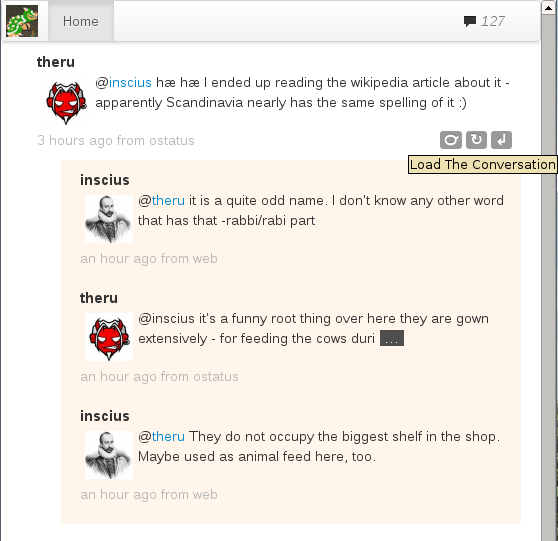 Home
127
theru
@inscius hæ hæ I ended up reading the wikipedia article about it -
apparently Scandinavia nearly has the same spelling of it :)
3 hours ago from ostatus
Load The Conversation
inscius
@theru it is a quite odd name. I don't know any other word
that has that -rabbi/rabi part
an hour ago from web
theru
@inscius it's a funny root thing over here they are gown
extensively - for feeding the cows duri ...
an hour ago from ostatus
inscius
@theru They do not occupy the biggest shelf in the shop.
Maybe used as animal feed here, too.
an hour ago from web